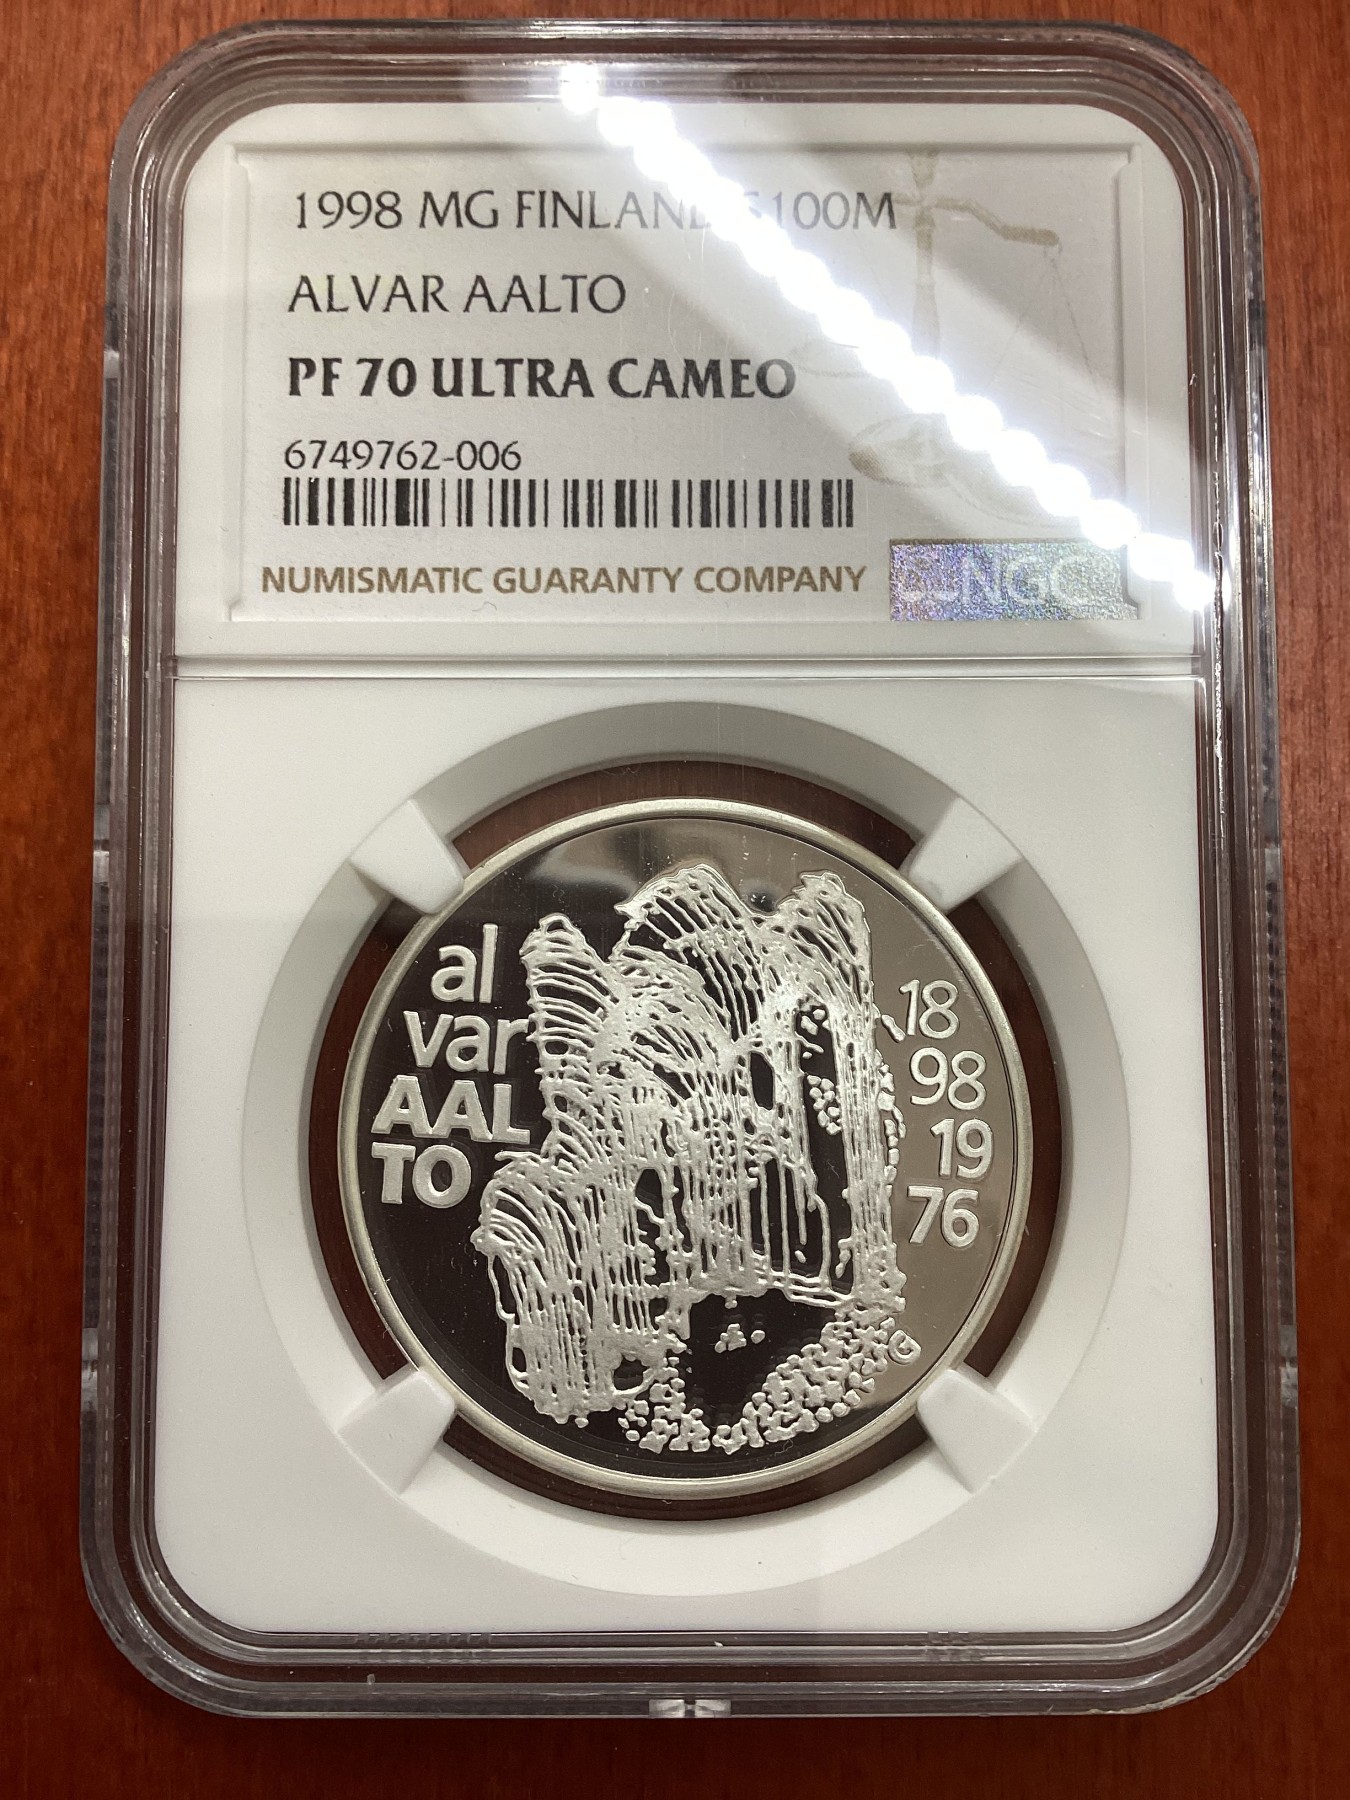 1998 MG FINLAND S100M
ALVAR AALTO
PF 70 ULTRA CAMEO
6749762-006
NUMISMATIC GUARANTY COMPANY
NGC
al
var
AAL
TO
18
98
19
76